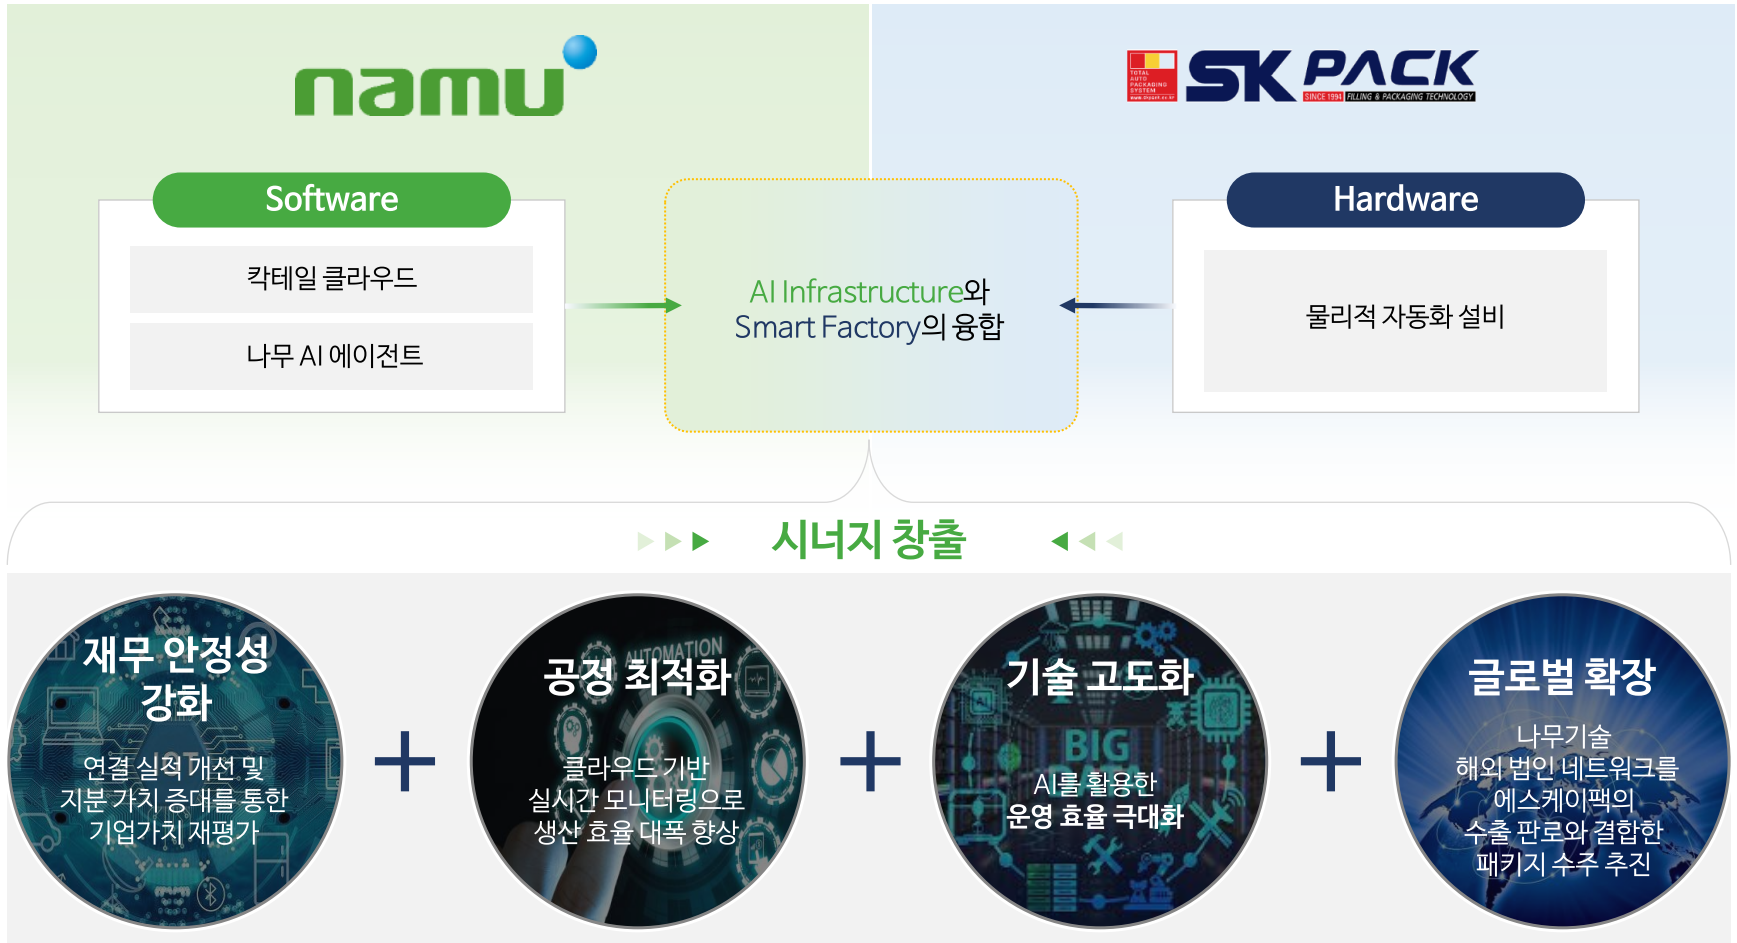 namu
TOTAL
AUTO
PACKAGING
SYSTEM
SK PACK
SINCE 1994 FILLING & PACKAGING TECHNOLOGY
Software
Hardware
칵테일 클라우드
나무 AI 에이전트
AI Infrastructure와
Smart Factory의 융합
물리적 자동화 설비
시너지 창출
재무 안정성
강화
IOT
연결 실적 개선 및
지분 가치 증대를 통한
기업가치 재평가
AUTOMATION
공정 최적화
클라우드 기반
실시간 모니터링으로
생산 효율 대폭 향상
기술 고도화
BIG
DATA
AI를 활용한
운영 효율 극대화
글로벌 확장
나무기술
해외 법인 네트워크를
에스케이팩의
수출 판로와 결합한
패키지 수주 추진